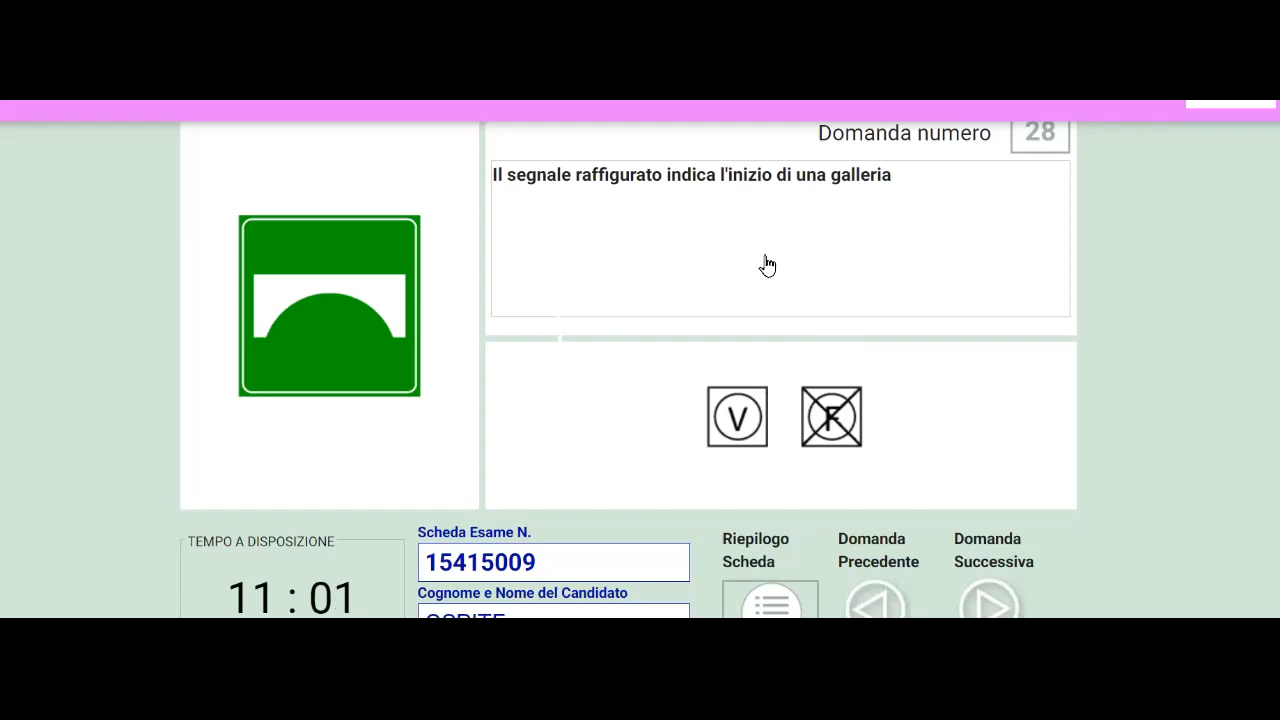 Domanda numero 28
Il segnale raffigurato indica l'inizio di una galleria
V F
TEMPO A DISPOSIZIONE
11 : 01
Scheda Esame N.
15415009
Cognome e Nome del Candidato
Riepilogo
Scheda
Domanda
Precedente
Domanda
Successiva